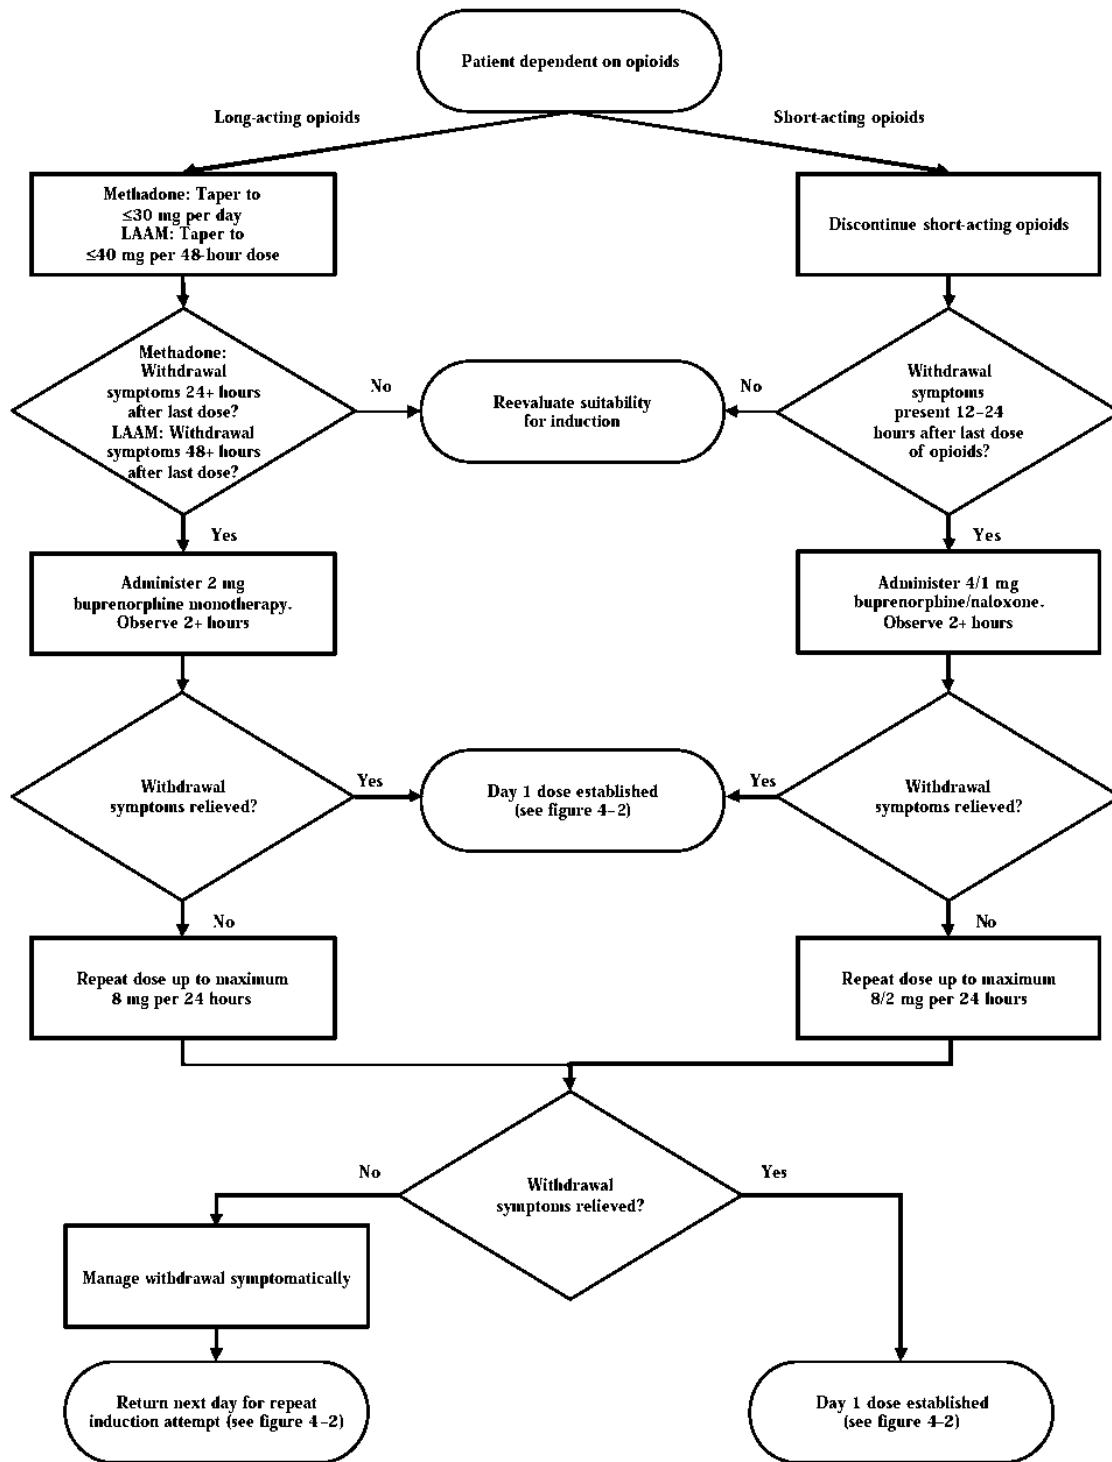 Patient dependent on opioids
Long-acting opioids
Short-acting opioids
Methadone: Taper to
≤30 mg per day
LAAM: Taper to
≤40 mg per 48-hour dose
Discontinue short-acting opioids
Methadone:
Withdrawal
symptoms 24+ hours
after last dose?
LAAM: Withdrawal
symptoms 48+ hours
after last dose?
No
Reevaluate suitability
for induction
No
Withdrawal
symptoms
present 12–24
hours after last dose
of opioids?
Yes
Yes
Administer 2 mg
buprenorphine monotherapy.
Observe 2+ hours
Administer 4/1 mg
buprenorphine/naloxone.
Observe 2+ hours
Withdrawal
symptoms relieved?
Yes
Day 1 dose established
(see figure 4–2)
Yes
Withdrawal
symptoms relieved?
No
No
Repeat dose up to maximum
8 mg per 24 hours
Repeat dose up to maximum
8/2 mg per 24 hours
No
Withdrawal
symptoms relieved?
Yes
Manage withdrawal symptomatically
Return next day for repeat
induction attempt (see figure 4–2)
Day 1 dose established
(see figure 4–2)